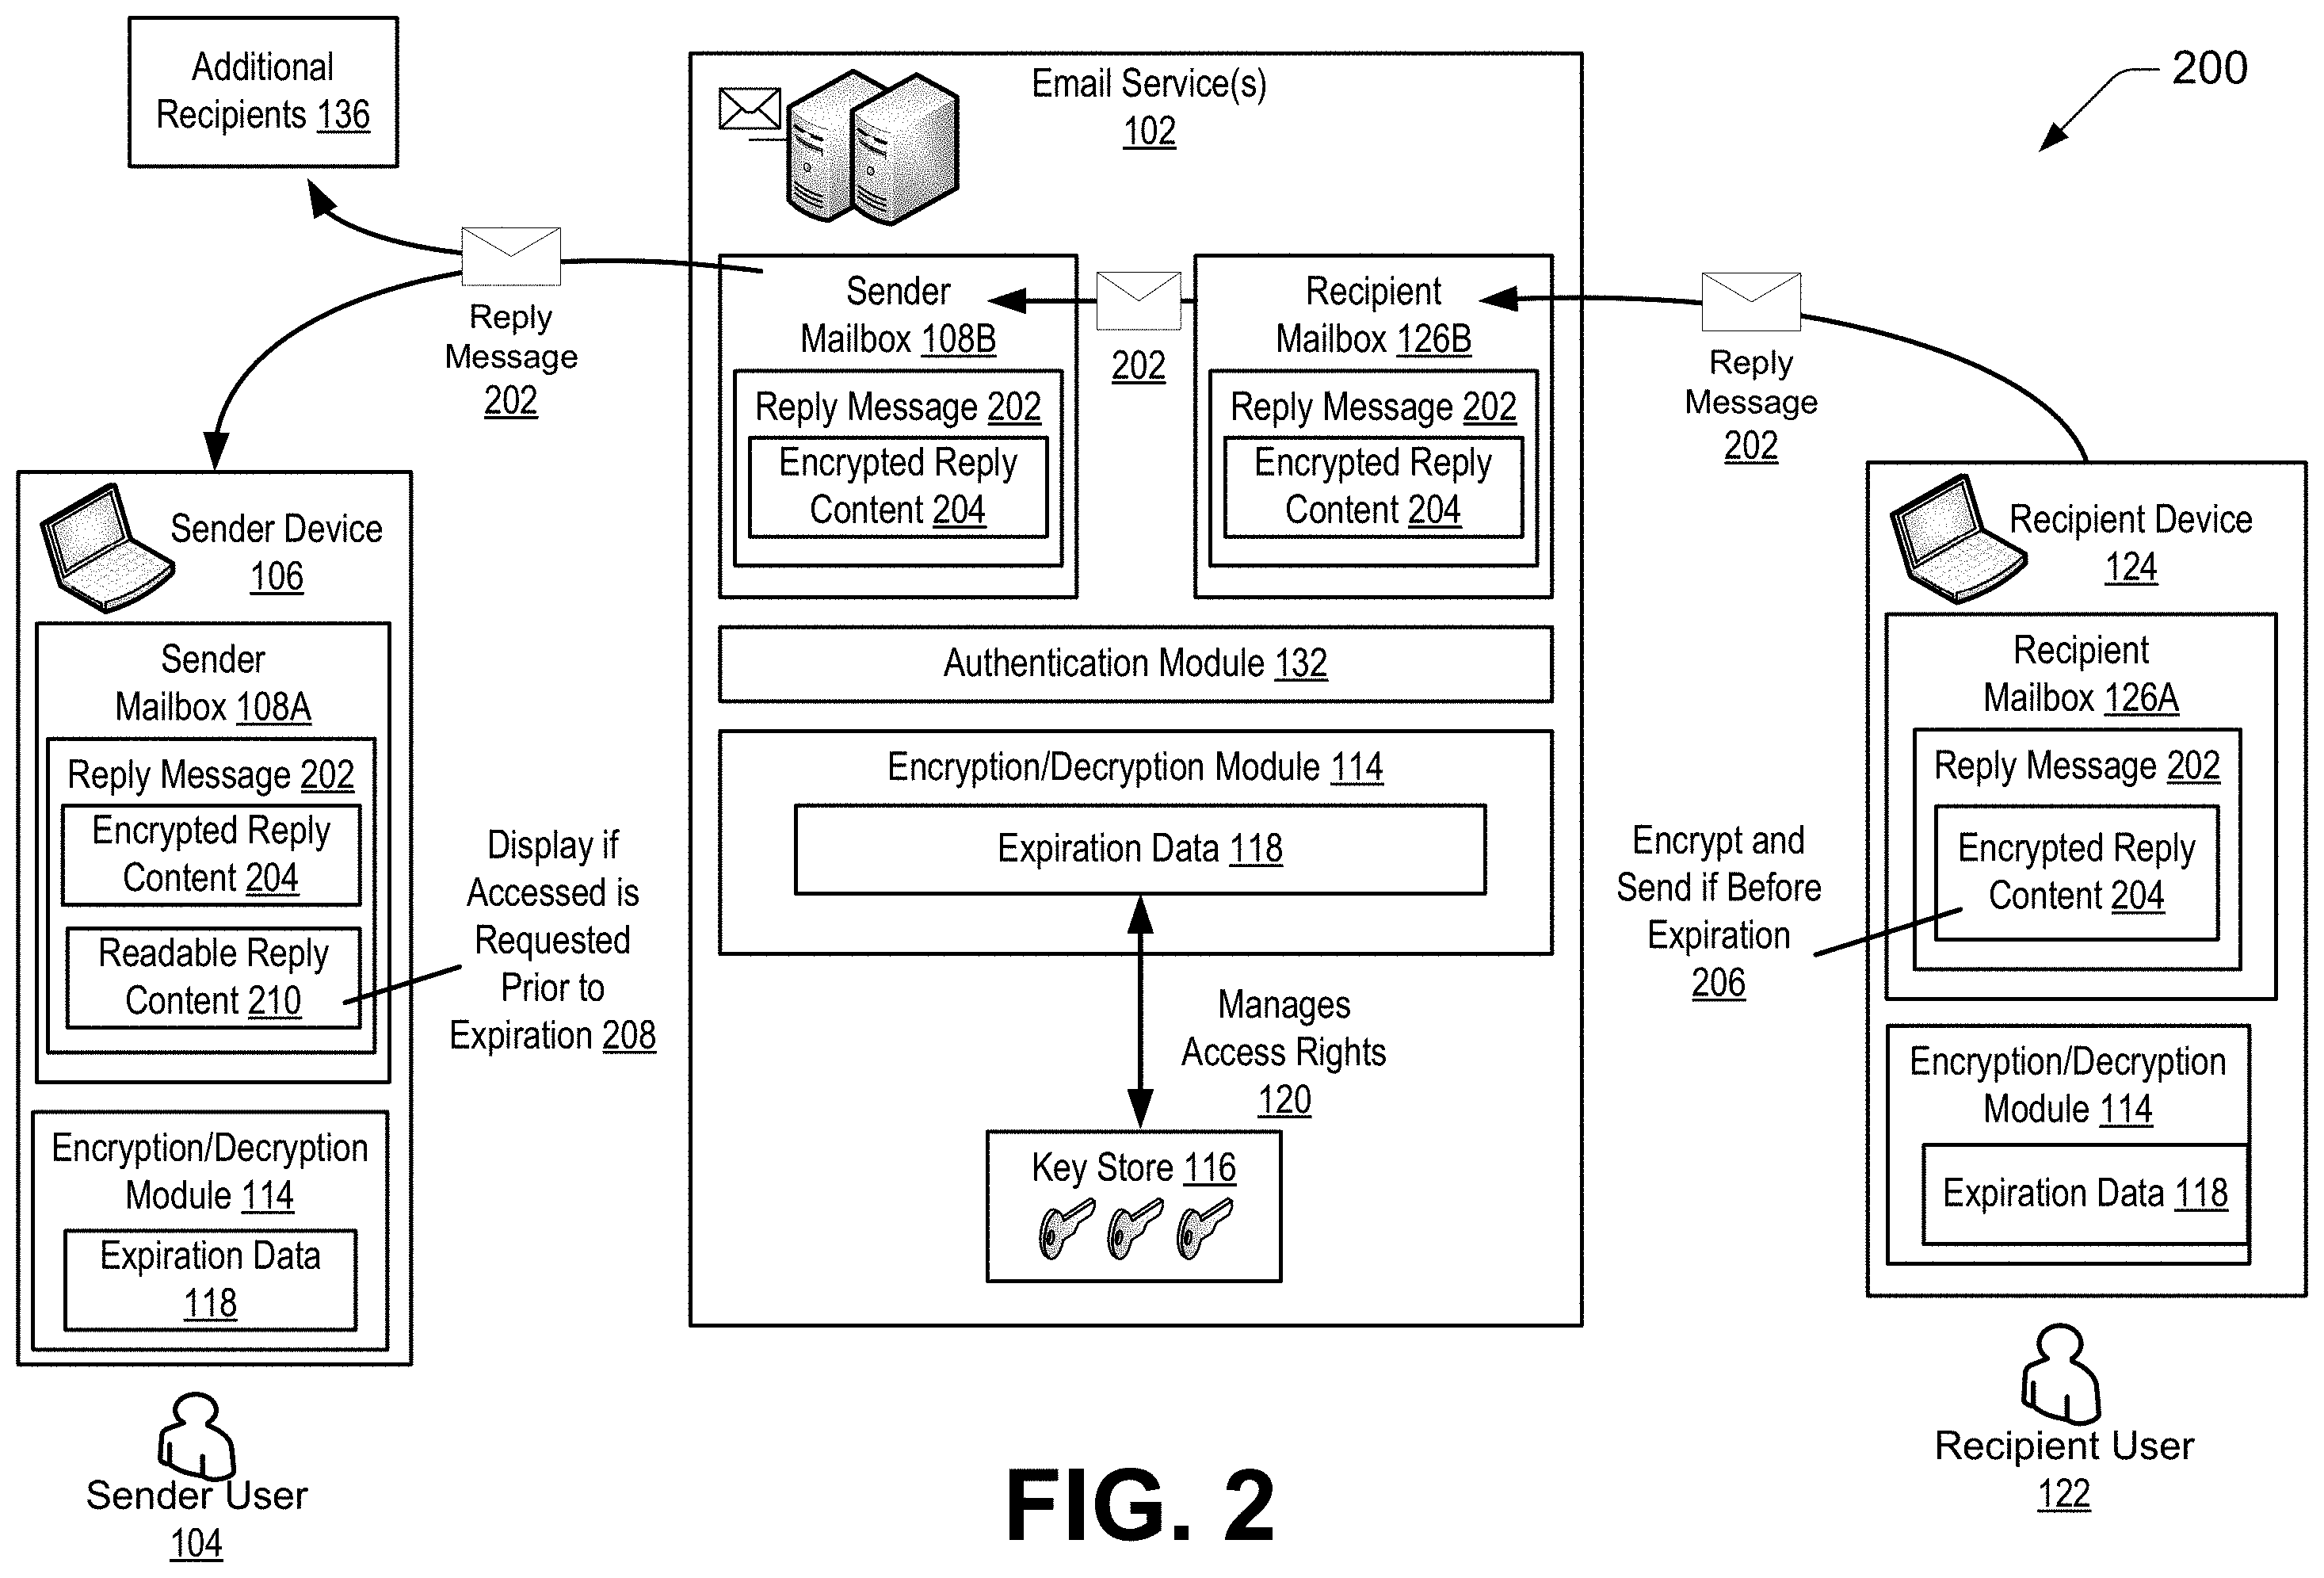 Additional
Recipients 136
Email Service(s)
102
200
Reply
Message
202
Sender
Mailbox 108B
Reply Message 202
Encrypted Reply
Content 204
202
Recipient
Mailbox 126B
Reply Message 202
Encrypted Reply
Content 204
Reply
Message
202
Sender Device
106
Sender
Mailbox 108A
Reply Message 202
Encrypted Reply
Content 204
Readable Reply
Content 210
Display if
Accessed is
Requested
Prior to
Expiration 208
Encryption/Decryption
Module 114
Expiration Data
118
Sender User
104
Authentication Module 132
Encryption/Decryption Module 114
Expiration Data 118
Manages
Access Rights
120
Key Store 116
Recipient Device
124
Recipient
Mailbox 126A
Reply Message 202
Encrypted Reply
Content 204
Encrypt and
Send if Before
Expiration
206
Encryption/Decryption
Module 114
Expiration Data 118
Recipient User
122
FIG. 2